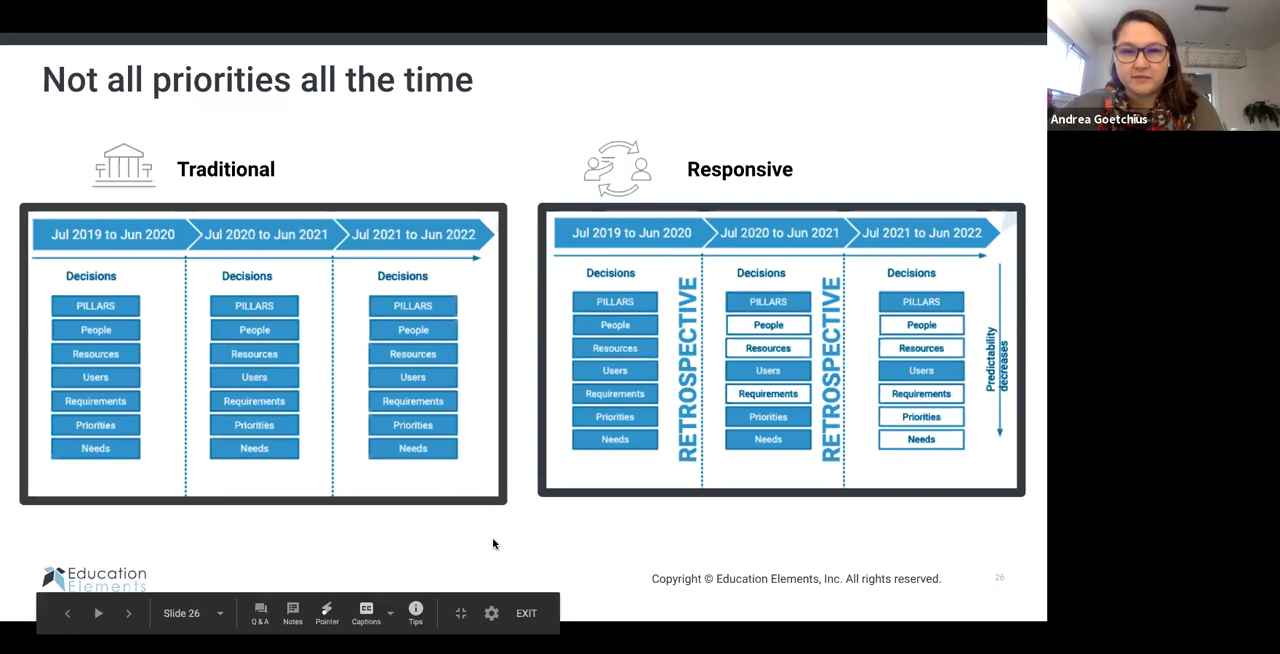 Not all priorities all the time
Traditional
Jul 2019 to Jun 2020
Jul 2020 to Jun 2021
Jul 2021 to Jun 2022
Decisions
PILLARS
People
Resources
Users
Requirements
Priorities
Needs
Decisions
PILLARS
People
Resources
Users
Requirements
Priorities
Needs
Decisions
PILLARS
People
Resources
Users
Requirements
Priorities
Needs
Responsive
Jul 2019 to Jun 2020
Jul 2020 to Jun 2021
Jul 2021 to Jun 2022
Decisions
PILLARS
People
Resources
Users
Requirements
Priorities
Needs
RETROSPECTIVE
Decisions
PILLARS
People
Resources
Users
Requirements
Priorities
Needs
RETROSPECTIVE
Decisions
PILLARS
People
Resources
Users
Requirements
Priorities
Needs
Predictability
decreases
Andrea Goetchius
Education
Elements
Copyright © Education Elements, Inc. All rights reserved.
26
Slide 26
Q & A
Notes
Pointer
CC
Captions
Tips
EXIT